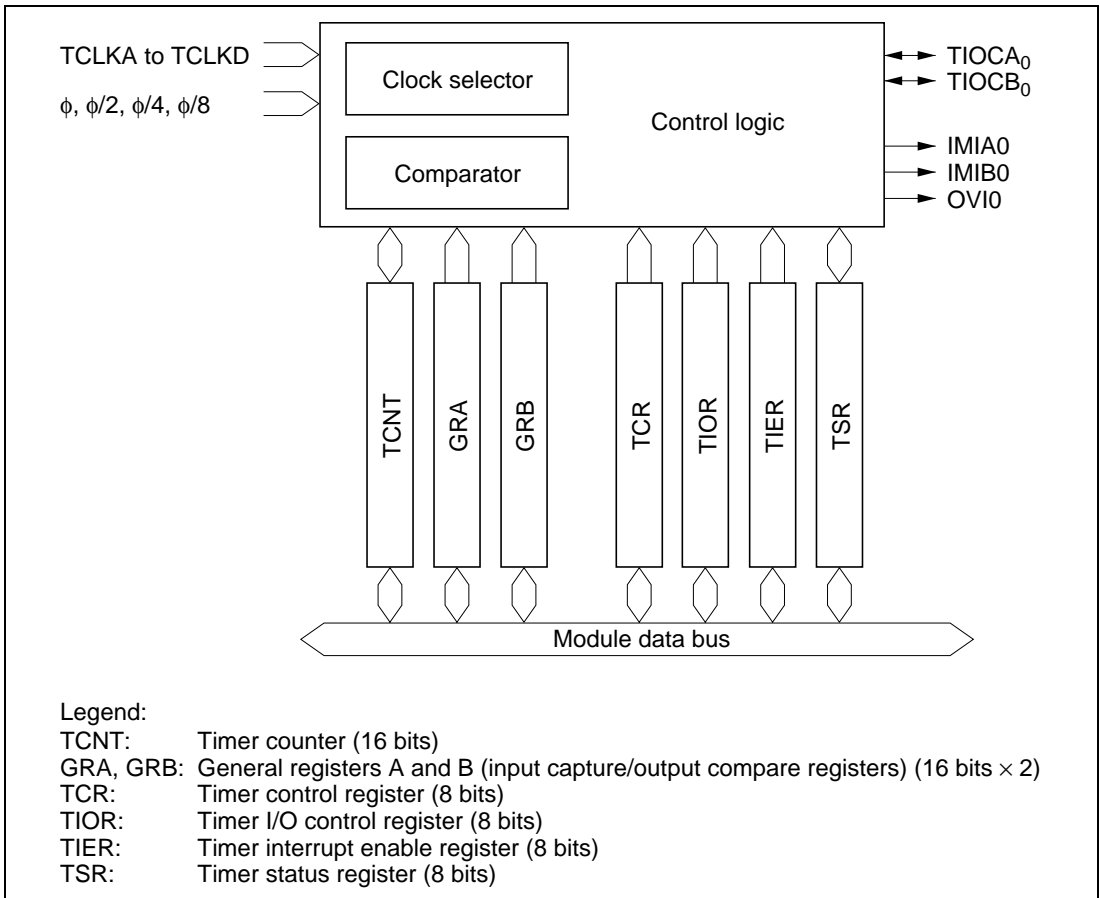 TCLKA to TCLKD
ϕ, ϕ/2, ϕ/4, ϕ/8
Clock selector
Comparator
Control logic
TIOCA₀
TIOCB₀
IMIA0
IMIB0
OVI0
TCNT
GRA
GRB
TCR
TIOR
TIER
TSR
Module data bus
Legend:
TCNT: Timer counter (16 bits)
GRA, GRB: General registers A and B (input capture/output compare registers) (16 bits × 2)
TCR: Timer control register (8 bits)
TIOR: Timer I/O control register (8 bits)
TIER: Timer interrupt enable register (8 bits)
TSR: Timer status register (8 bits)